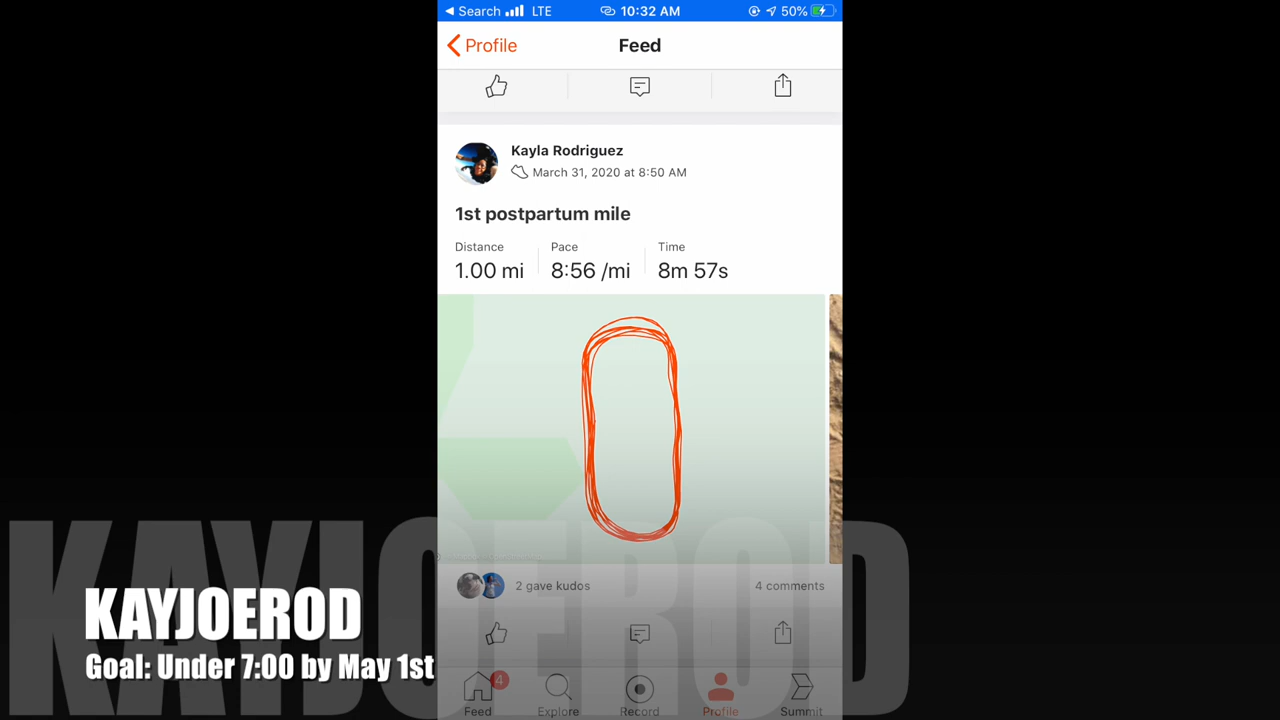 Search LTE 10:32 AM 50%
Profile Feed
Kayla Rodriguez
March 31, 2020 at 8:50 AM
1st postpartum mile
Distance Pace Time
1.00 mi 8:56 /mi 8m 57s
2 gave kudos 4 comments
KAYJOEROD
KAYJOEROD
Goal: Under 7:00 by May 1st
4
Feed Explore Record Profile Summit